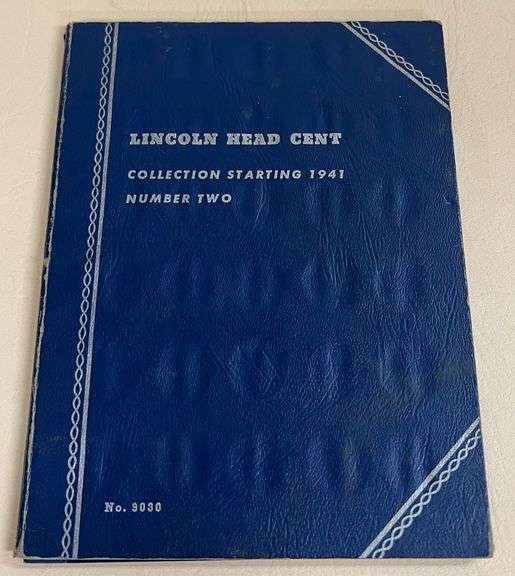 LINCOLN HEAD CENT
COLLECTION STARTING 1941
NUMBER TWO
No. 9030